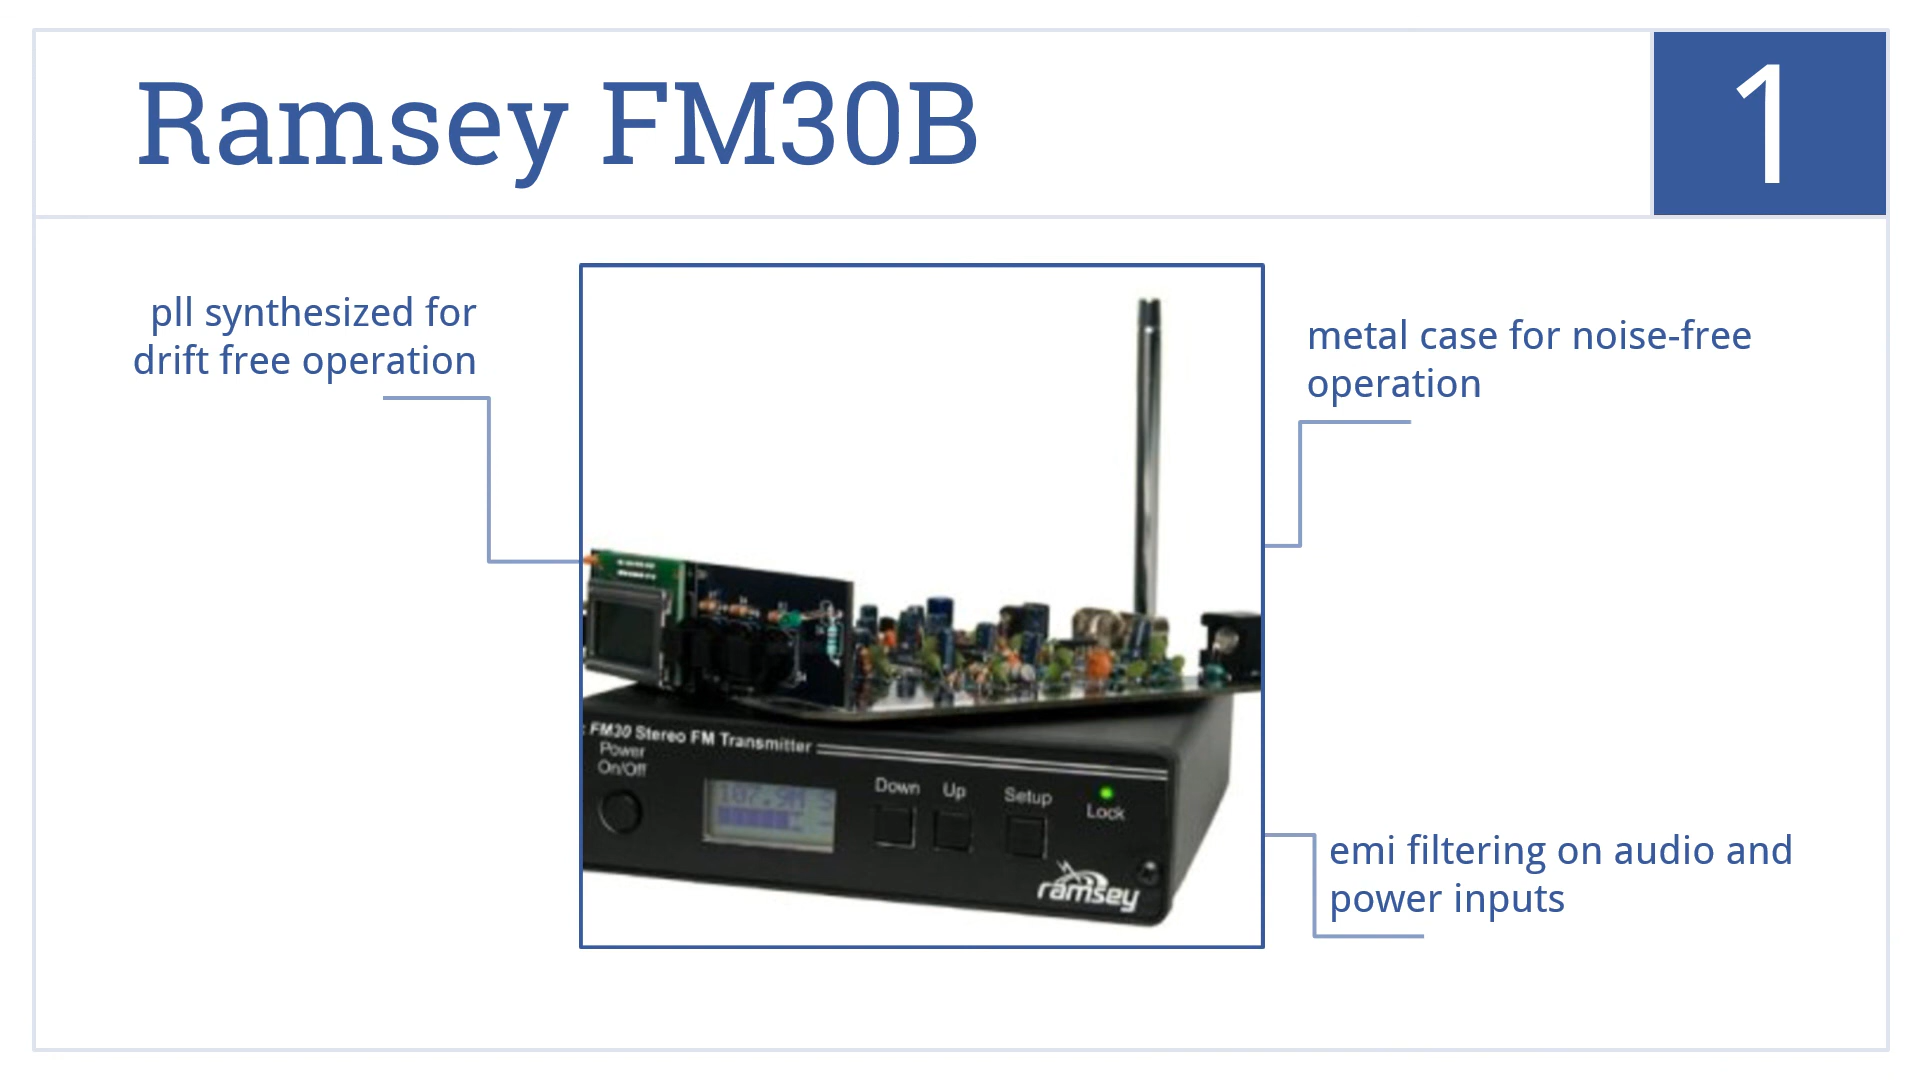 Ramsey FM30B
1
pll synthesized for
drift free operation
metal case for noise-free
operation
FM30 Stereo FM Transmitter
Power
On/Off
Down
Up
Setup
Lock
ramsey
emi filtering on audio and
power inputs